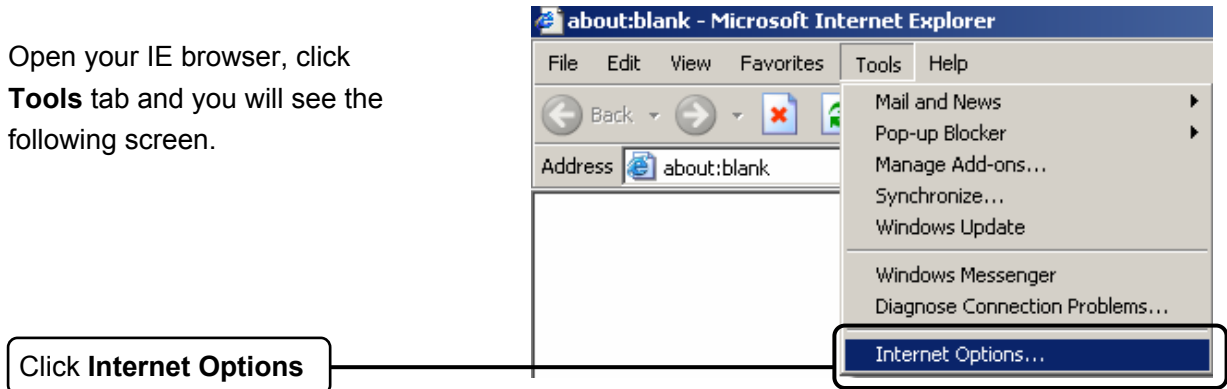 Open your IE browser, click
Tools tab and you will see the
following screen.
about:blank - Microsoft Internet Explorer
File Edit View Favorites Tools Help
Back
Address about:blank
Mail and News
Pop-up Blocker
Manage Add-ons...
Synchronize...
Windows Update
Windows Messenger
Diagnose Connection Problems...
Internet Options...
Click Internet Options